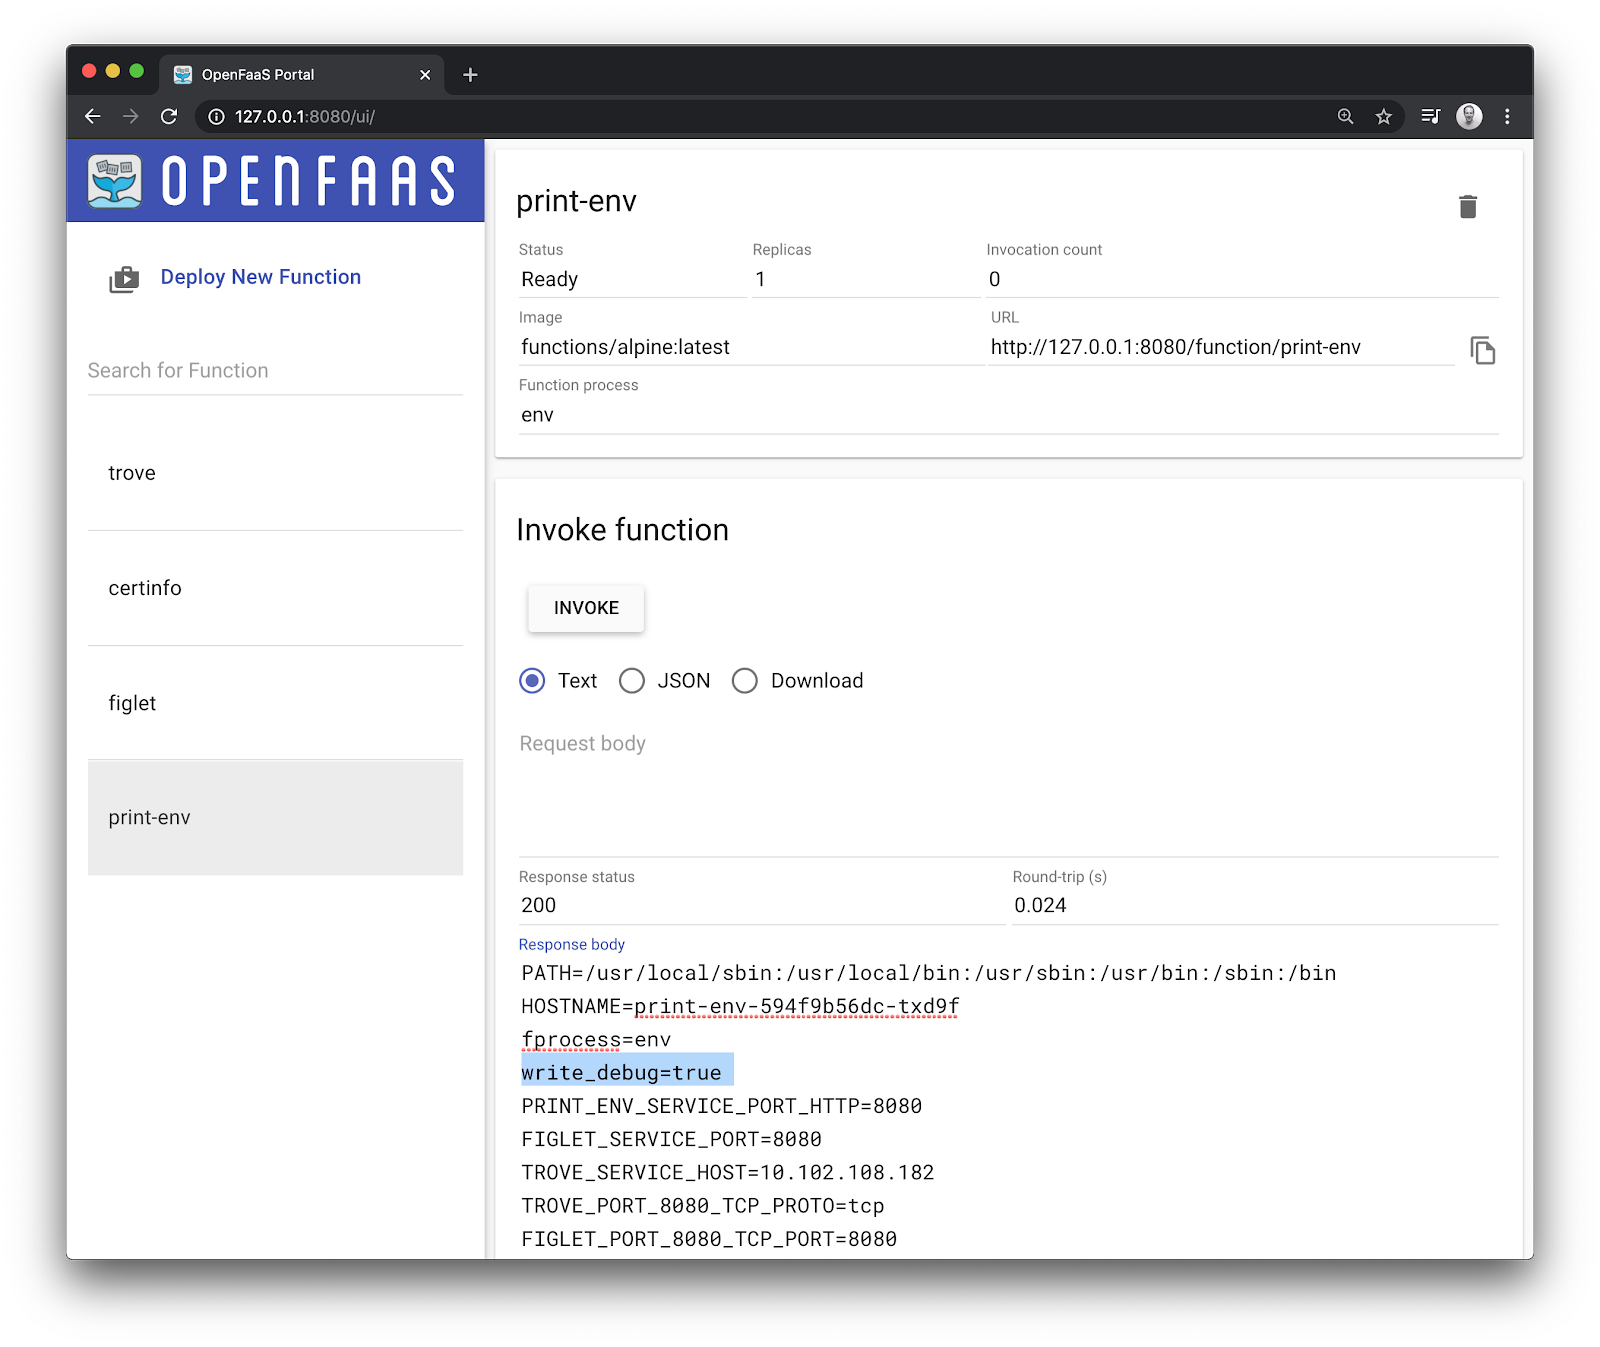 OpenFaaS Portal
127.0.0.1:8080/ui/
OPENFAAS
Deploy New Function
Search for Function
trove
certinfo
figlet
print-env
print-env
Status Replicas Invocation count
Ready 1 0
Image URL
functions/alpine:latest http://127.0.0.1:8080/function/print-env
Function process
env
Invoke function
INVOKE
Text JSON Download
Request body
Response status Round-trip (s)
200 0.024
Response body
PATH=/usr/local/sbin:/usr/local/bin:/usr/sbin:/usr/bin:/sbin:/bin
HOSTNAME=print-env-594f9b56dc-txd9f
fprocess=env
write_debug=true
PRINT_ENV_SERVICE_PORT_HTTP=8080
FIGLET_SERVICE_PORT=8080
TROVE_SERVICE_HOST=10.102.108.182
TROVE_PORT_8080_TCP_PROTO=tcp
FIGLET_PORT_8080_TCP_PORT=8080